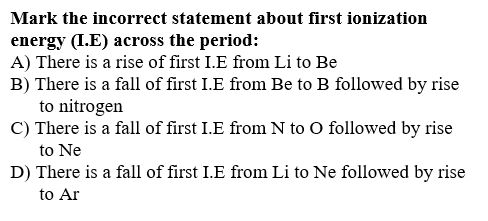 Mark the incorrect statement about first ionization
energy (I.E) across the period:
A) There is a rise of first I.E from Li to Be
B) There is a fall of first I.E from Be to B followed by rise
to nitrogen
C) There is a fall of first I.E from N to O followed by rise
to Ne
D) There is a fall of first I.E from Li to Ne followed by rise
to Ar